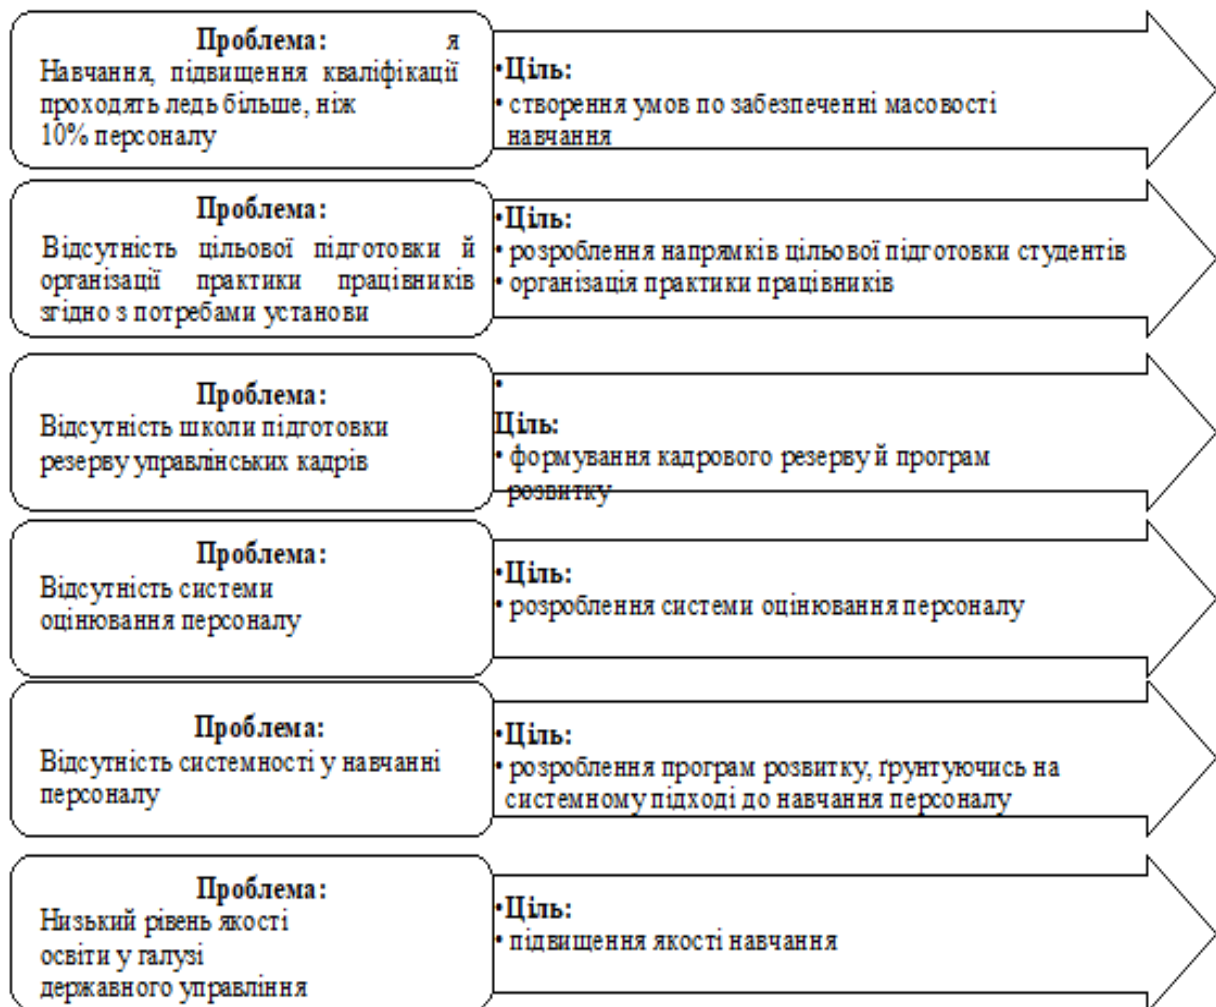 Проблема: я
Навчання, підвищення кваліфікації
проходять ледь більше, ніж
10% персоналу
•Ціль:
• створення умов по забезпеченні масовості
навчання
Проблема:
Відсутність цільової підготовки й
організації практики працівників
згідно з потребами установи
•Ціль:
• розроблення напрямків цільової підготовки студентів
• організація практики працівників
Проблема:
Відсутність школи підготовки
резерву управлінських кадрів
•
Ціль:
• формування кадрового резерву й програм
розвитку
Проблема:
Відсутність системи
оцінювання персоналу
•Ціль:
• розроблення системи оцінювання персоналу
Проблема:
Відсутність системності у навчанні
персоналу
•Ціль:
• розроблення програм розвитку, ґрунтуючись на
системному підході до навчання персоналу
Проблема:
Низький рівень якості
освіти у галузі
державного управління
•Ціль:
• підвищення якості навчання